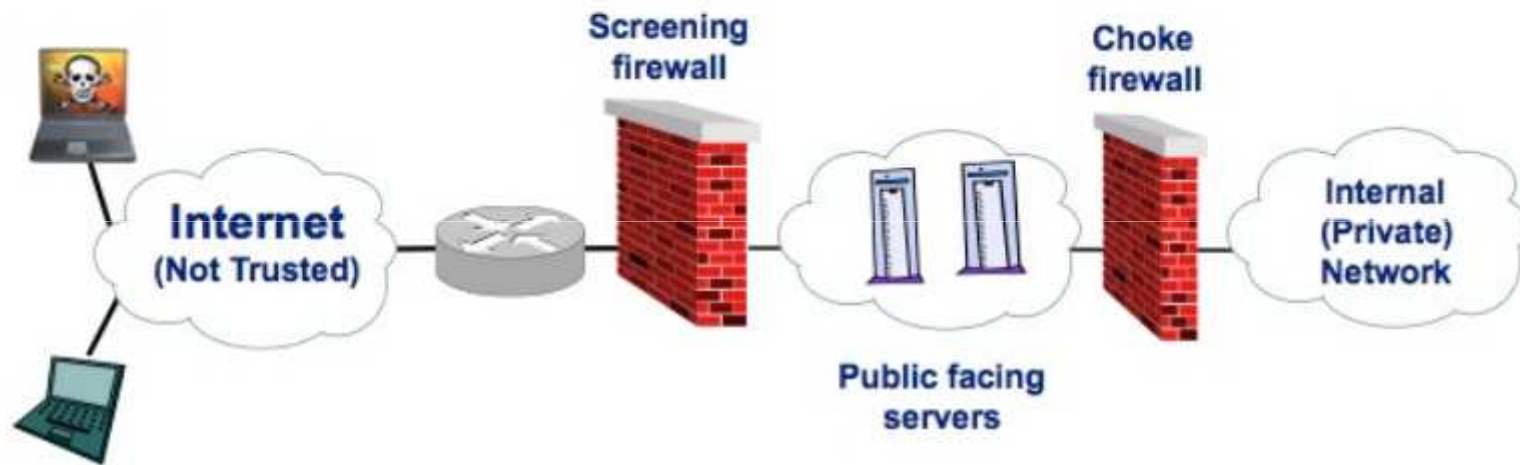 Screening
firewall
Choke
firewall
Internet
(Not Trusted)
Internal
(Private)
Network
Public facing
servers